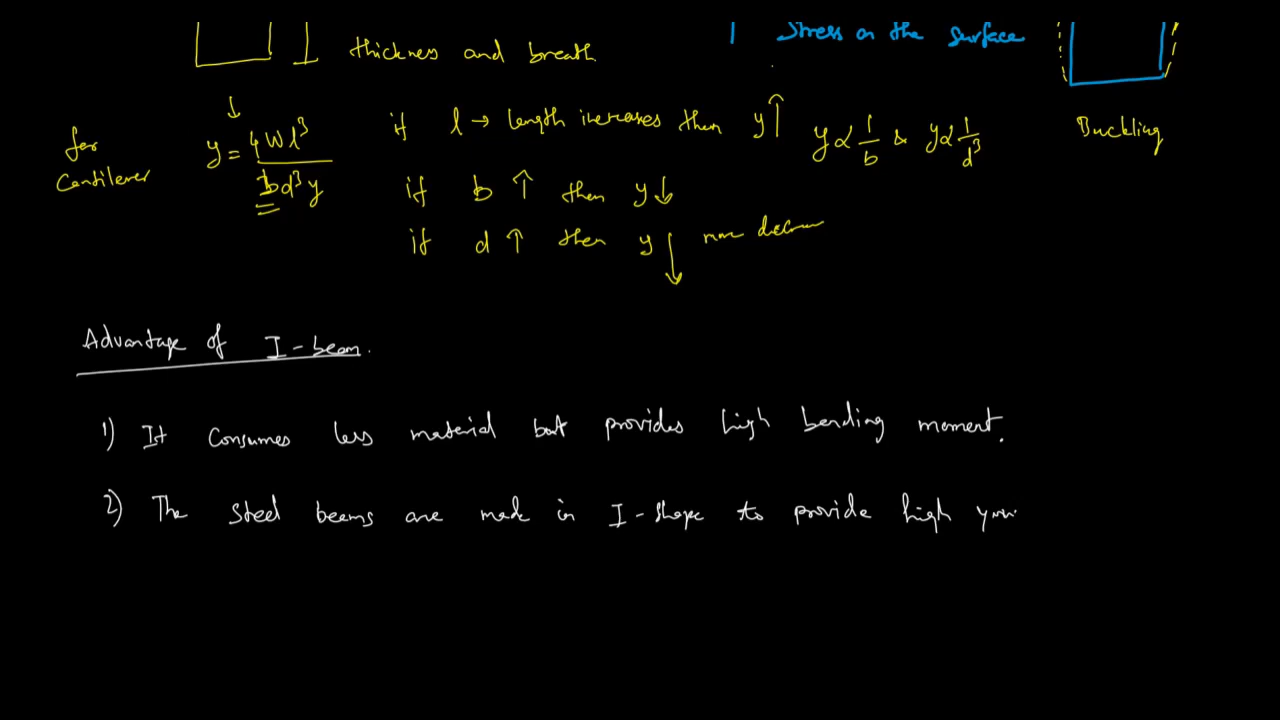 thickness and breath
Stress on the surface
for
Cantilever
y = 4Wl³ / bd³y
if l → length increases then y↑
y∝1/b & y∝1/d³
Buckling
if b ↑ then y↓
if d ↑ then y↓
Advantage of I-beam.
1) It consumes less material but provides high bending moment.
2) The steel beams are made in I-shape to provide high